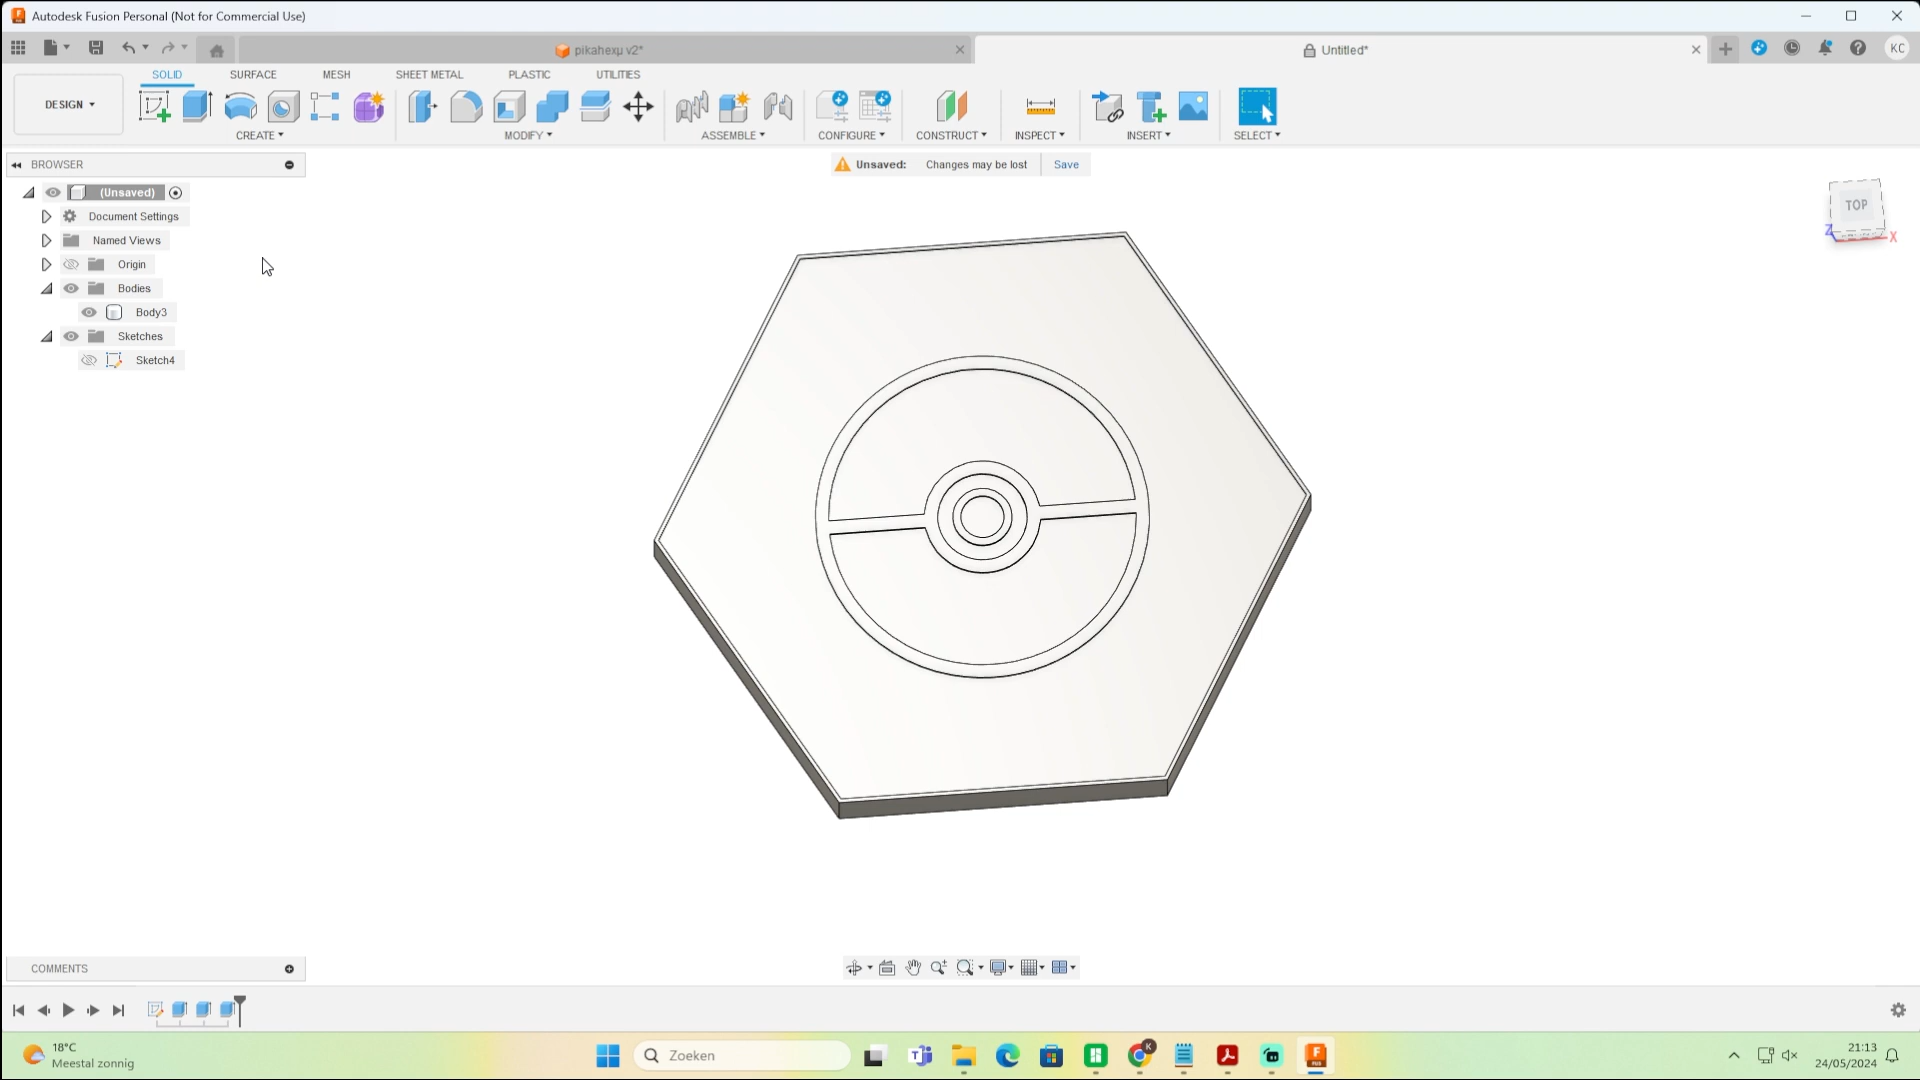 Autodesk Fusion Personal (Not for Commercial Use)
pikahexμ v2*
Untitled*
KC
DESIGN
SOLID SURFACE MESH SHEET METAL PLASTIC UTILITIES
CREATE MODIFY ASSEMBLE CONFIGURE CONSTRUCT INSPECT INSERT SELECT
BROWSER
Unsaved: Changes may be lost Save
(Unsaved)
Document Settings
Named Views
Origin
Bodies
Body3
Sketches
Sketch4
TOP
Z X
COMMENTS
18°C
Meestal zonnig
Zoeken
21:13
24/05/2024